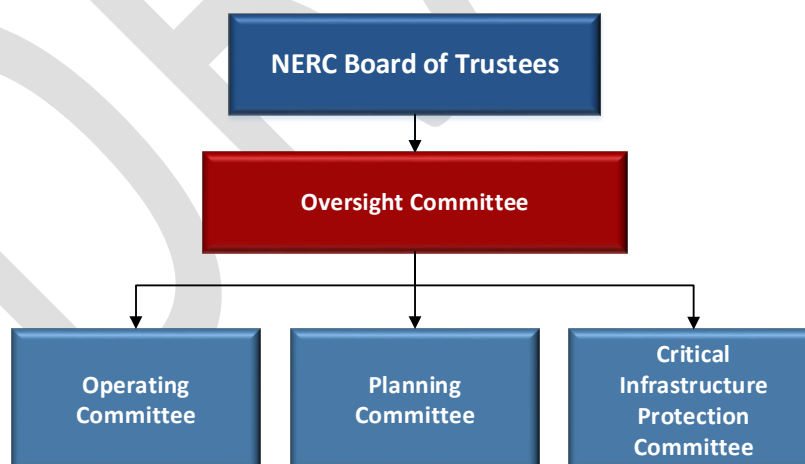 NERC Board of Trustees
Oversight Committee
Operating
Committee
Planning
Committee
Critical
Infrastructure
Protection
Committee